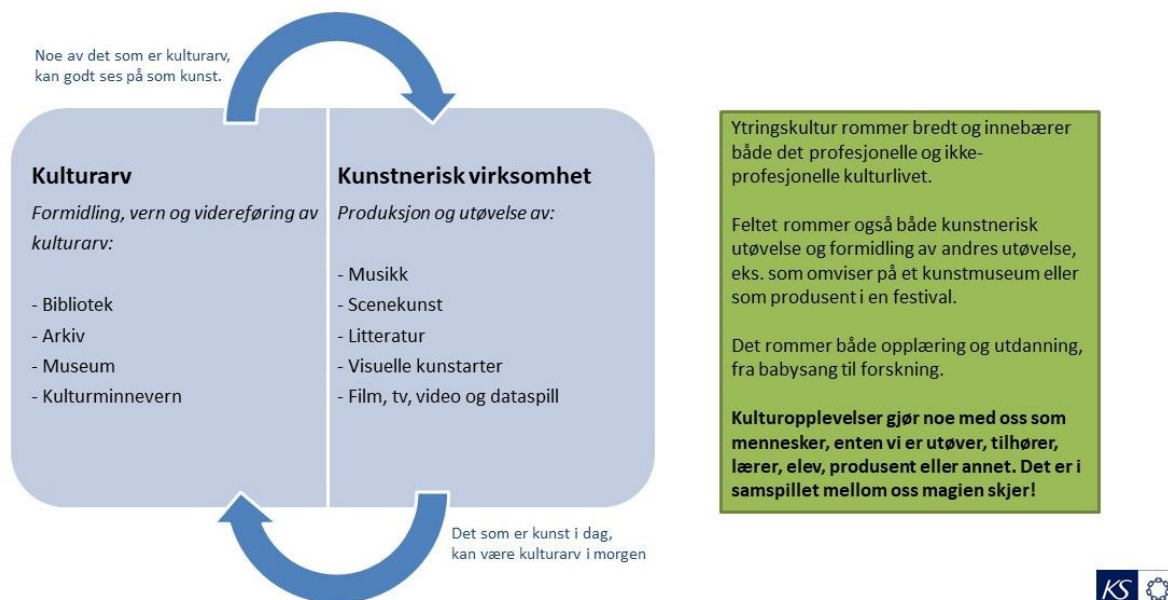 Noe av det som er kulturarv,
kan godt ses på som kunst.
Kulturarv
Formidling, vern og videreføring av
kulturarv:
- Bibliotek
- Arkiv
- Museum
- Kulturminnevern
Kunstnerisk virksomhet
Produksjon og utøvelse av:
- Musikk
- Scenekunst
- Litteratur
- Visuelle kunstarter
- Film, tv, video og dataspill
Det som er kunst i dag,
kan være kulturarv i morgen
Ytringskultur rommer bredt og innebærer
både det profesjonelle og ikke-
profesjonelle kulturlivet.
Feltet rommer også både kunstnerisk
utøvelse og formidling av andres utøvelse,
eks. som omviser på et kunstmuseum eller
som produsent i en festival.
Det rommer både opplæring og utdanning,
fra babysang til forskning.
Kulturopplevelser gjør noe med oss som
mennesker, enten vi er utøver, tilhører,
lærer, elev, produsent eller annet. Det er i
samspillet mellom oss magien skjer!
KS